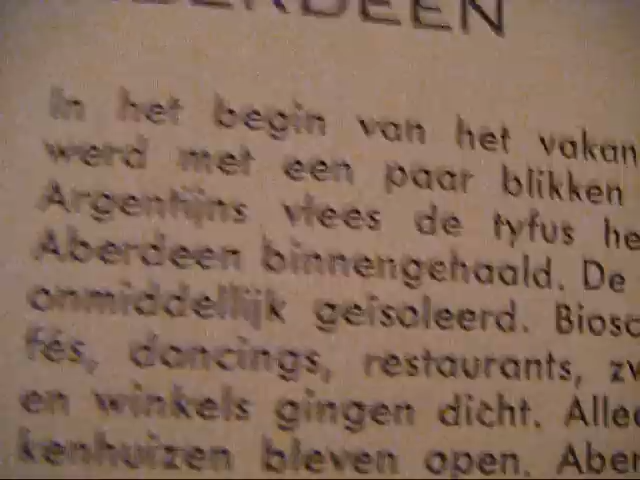 ABERDEEN
In het begin van het vakan
werd met een paar blikken
Argentijns vlees de tyfus he
Aberdeen binnengehaald. De
onmiddellijk geïsoleerd. Biosc
fés, dancings, restaurants, zw
en winkels gingen dicht. Allee
kenhuizen bleven open. Aber